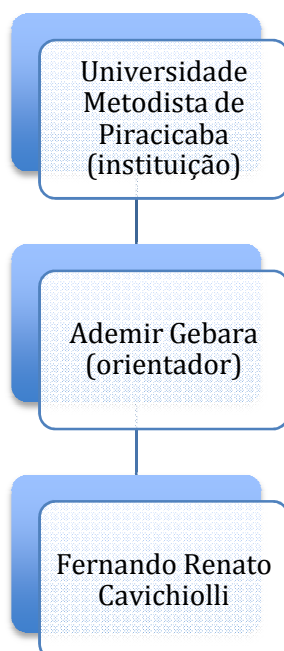 Universidade
Metodista de
Piracicaba
(instituição)
Ademir Gebara
(orientador)
Fernando Renato
Cavichiolli